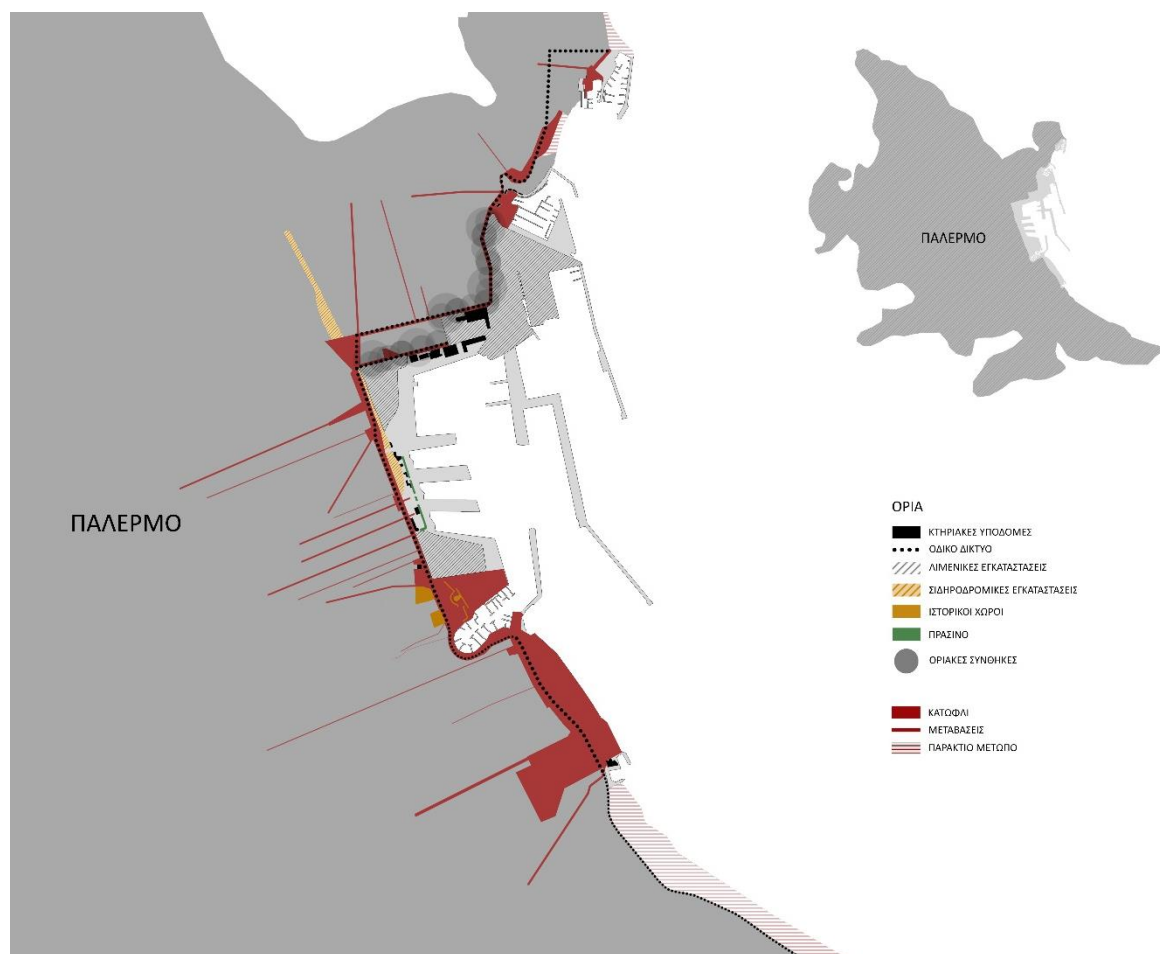 ΠΑΛΕΡΜΟ
ΠΑΛΕΡΜΟ
ΟΡΙΑ
ΚΤΗΡΙΑΚΕΣ ΥΠΟΔΟΜΕΣ
ΟΔΙΚΟ ΔΙΚΤΥΟ
ΛΙΜΕΝΙΚΕΣ ΕΓΚΑΤΑΣΤΑΣΕΙΣ
ΣΙΔΗΡΟΔΡΟΜΙΚΕΣ ΕΓΚΑΤΑΣΤΑΣΕΙΣ
ΙΣΤΟΡΙΚΟΙ ΧΩΡΟΙ
ΠΡΑΣΙΝΟ
ΟΡΙΑΚΕΣ ΣΥΝΘΗΚΕΣ
ΚΑΤΩΦΛΙ
ΜΕΤΑΒΑΣΕΙΣ
ΠΑΡΑΚΤΙΟ ΜΕΤΩΠΟ